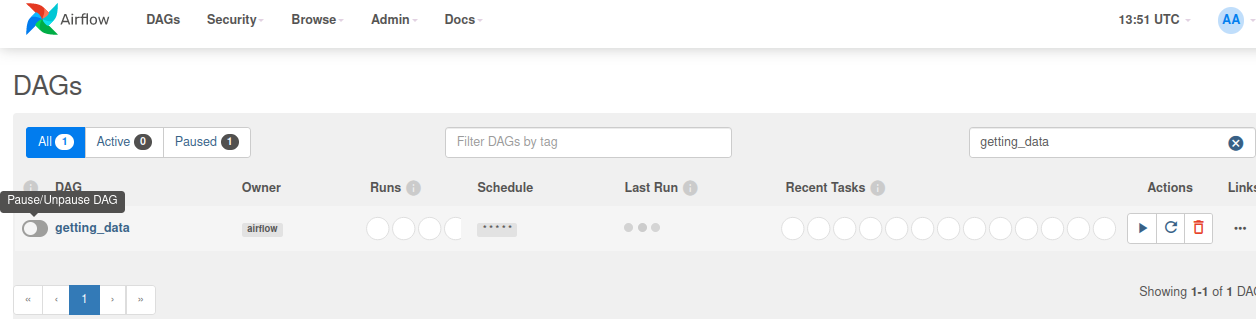 Airflow DAGs Security Browse Admin Docs 13:51 UTC AA
DAGs
All 1 Active 0 Paused 1 Filter DAGs by tag getting_data
DAG Owner Runs Schedule Last Run Recent Tasks Actions Links
Pause/Unpause DAG
getting_data airflow * * * * *
« ‹ 1 › » Showing 1-1 of 1 DAG